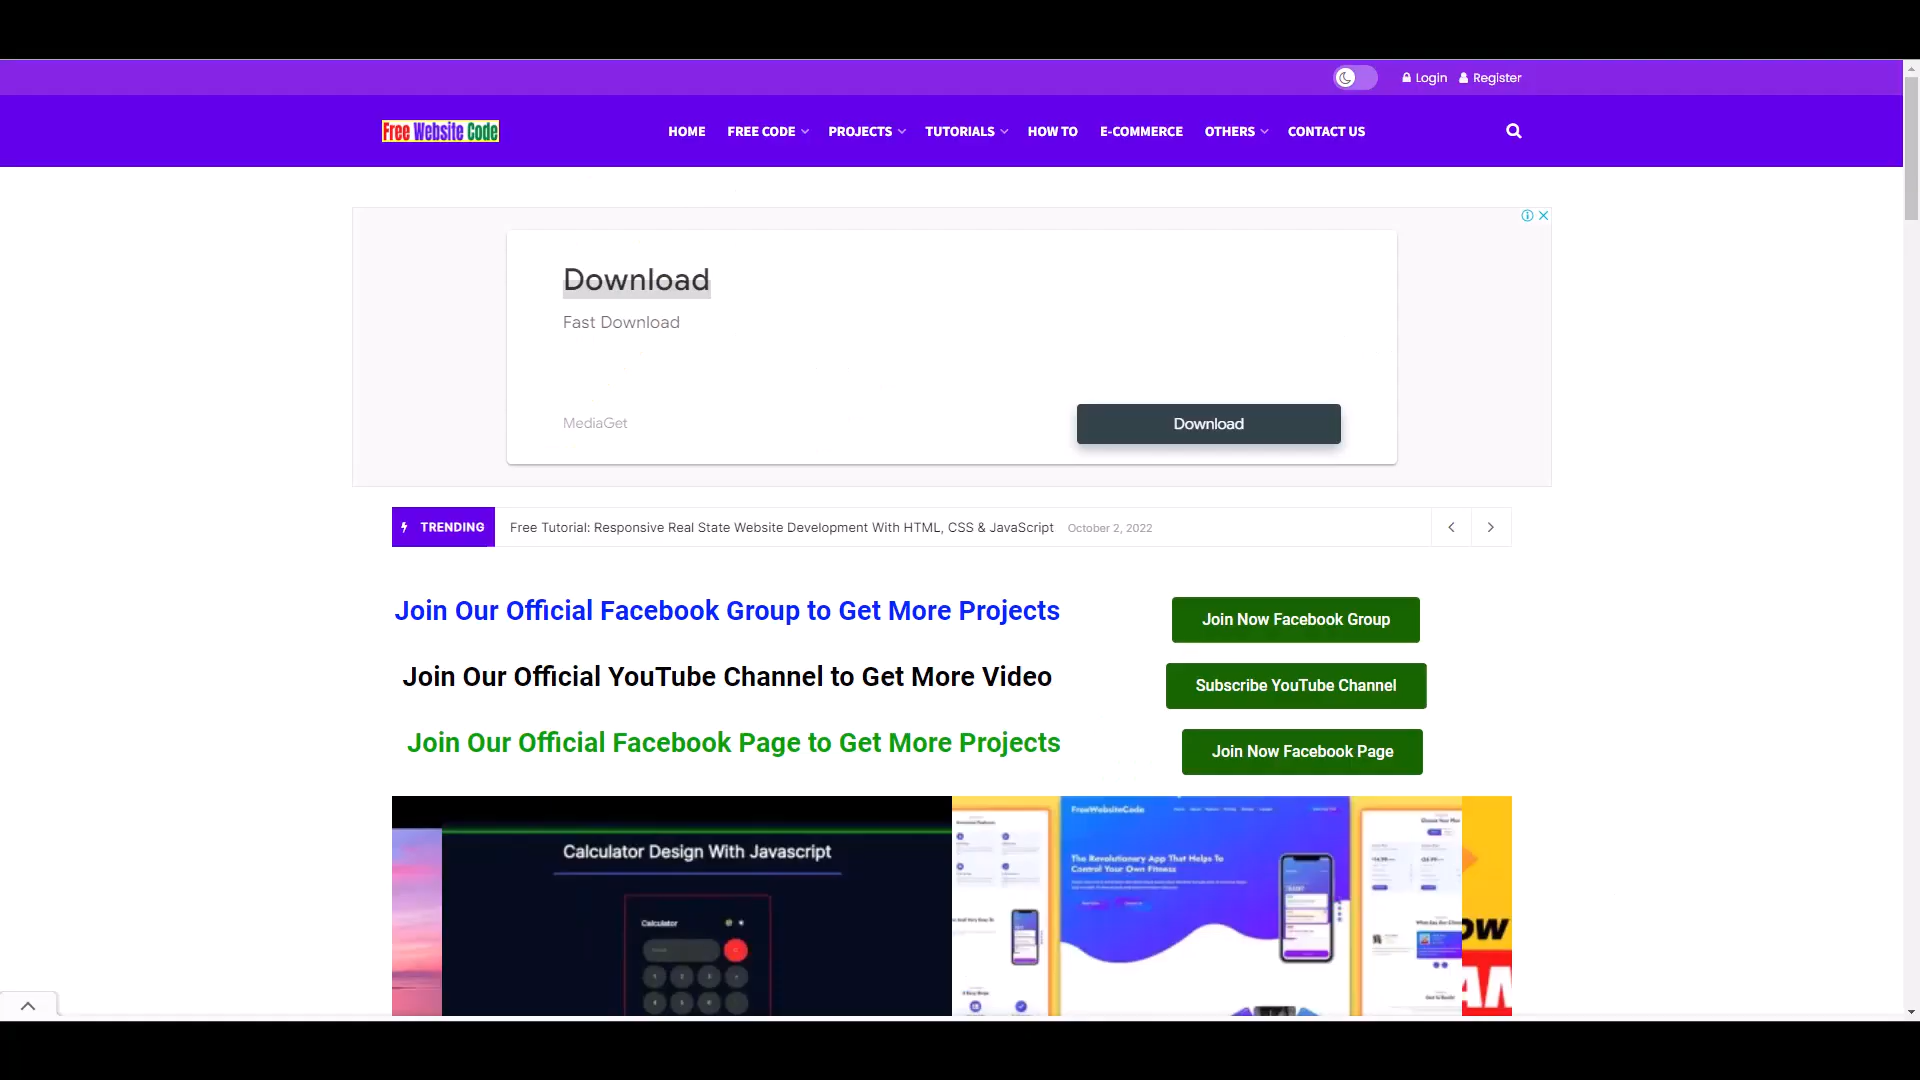 Login Register
Free Website Code
HOME FREE CODE PROJECTS TUTORIALS HOW TO E-COMMERCE OTHERS CONTACT US
Download
Fast Download
MediaGet
Download
TRENDING Free Tutorial: Responsive Real State Website Development With HTML, CSS & JavaScript October 2, 2022
Join Our Official Facebook Group to Get More Projects
Join Now Facebook Group
Join Our Official YouTube Channel to Get More Video
Subscribe YouTube Channel
Join Our Official Facebook Page to Get More Projects
Join Now Facebook Page
Calculator Design With Javascript
Calculator
FreeWebsiteCode
The Revolutionary App That Helps To
Control Your Own Fitness